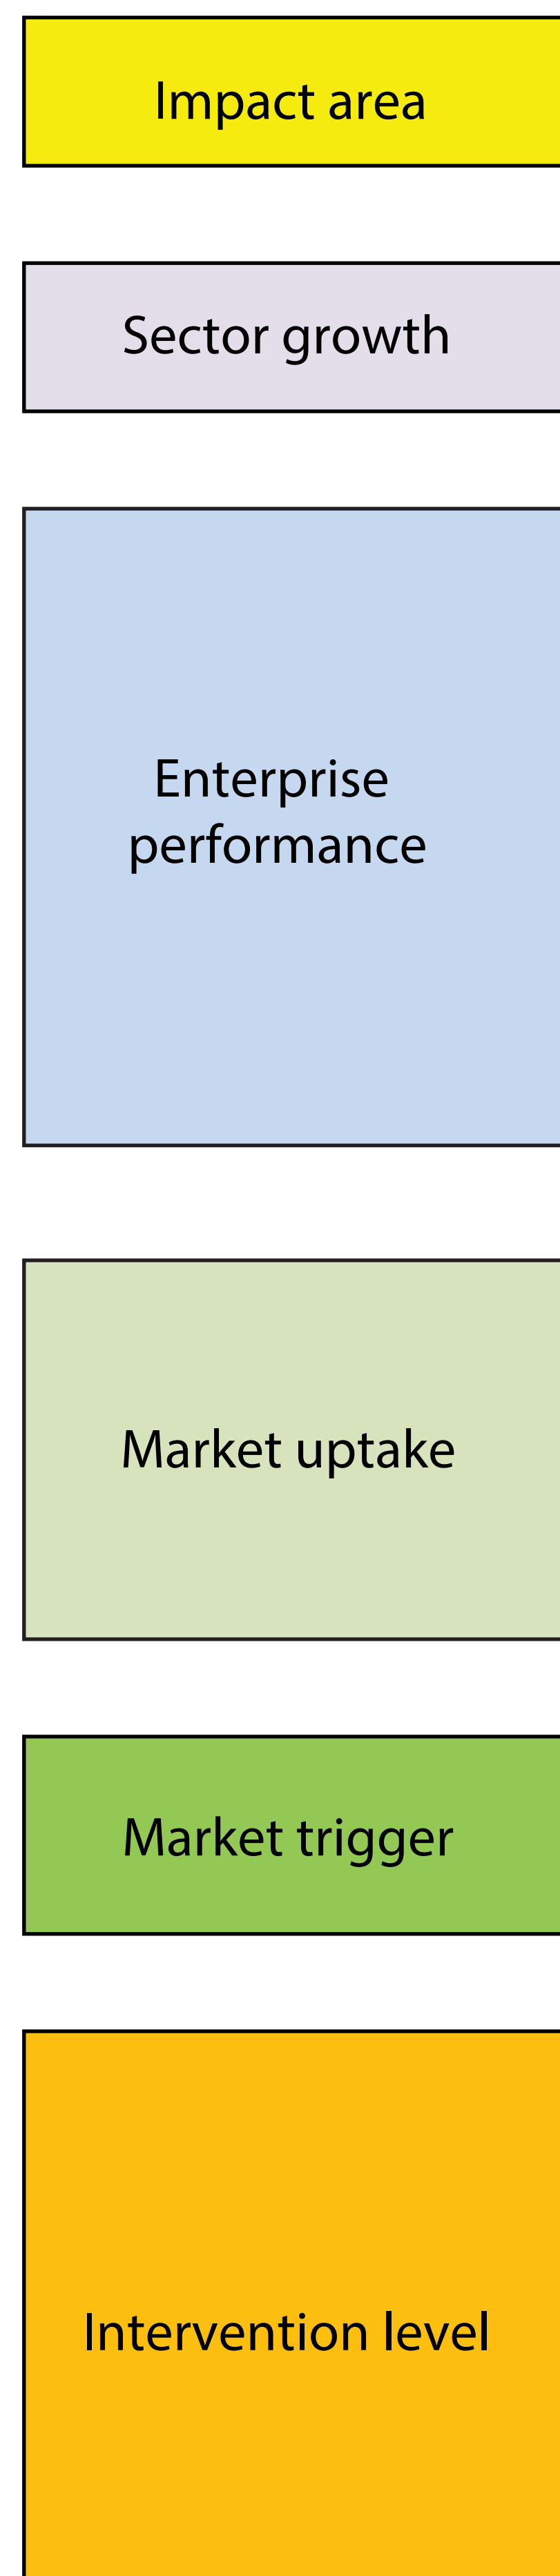 Impact area
Sector growth
Enterprise
performance
Market uptake
Market trigger
Intervention level